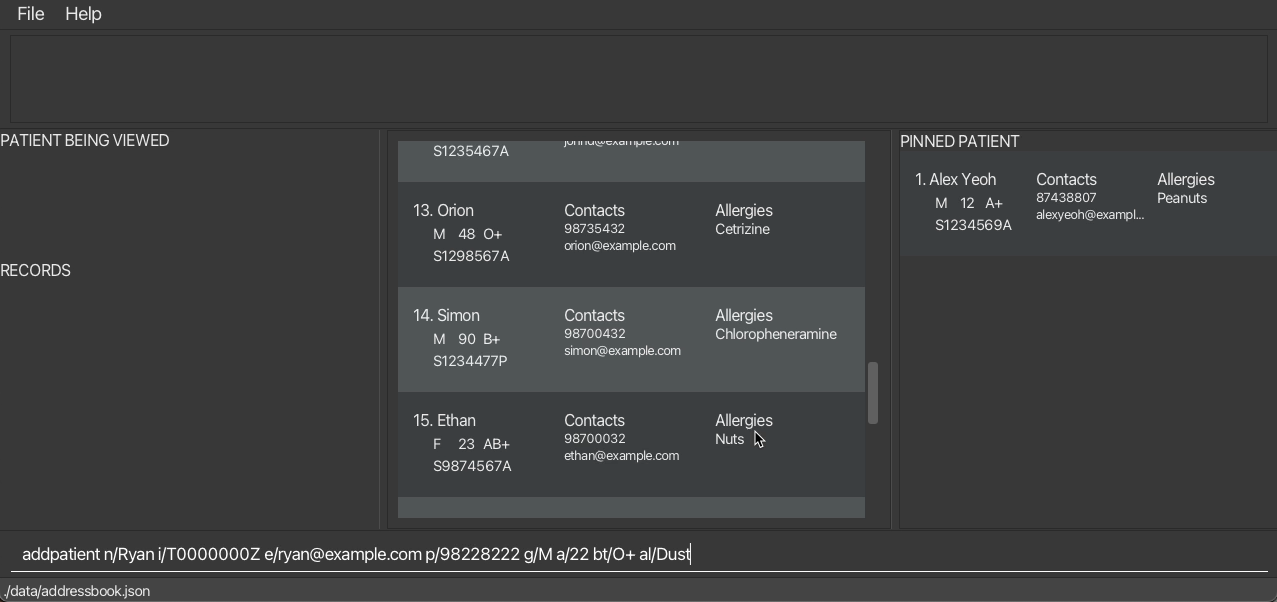 File Help
PATIENT BEING VIEWED
RECORDS
S1235467A johnd@example.com
13. Orion Contacts Allergies
M 48 O+ 98735432 Cetrizine
S1298567A orion@example.com
14. Simon Contacts Allergies
M 90 B+ 98700432 Chloropheneramine
S1234477P simon@example.com
15. Ethan Contacts Allergies
F 23 AB+ 98700032 Nuts
S9874567A ethan@example.com
PINNED PATIENT
1. Alex Yeoh Contacts Allergies
M 12 A+ 87438807 Peanuts
S1234569A alexyeoh@exampl...
addpatient n/Ryan i/T0000000Z e/ryan@example.com p/98228222 g/M a/22 bt/O+ al/Dust
./data/addressbook.json